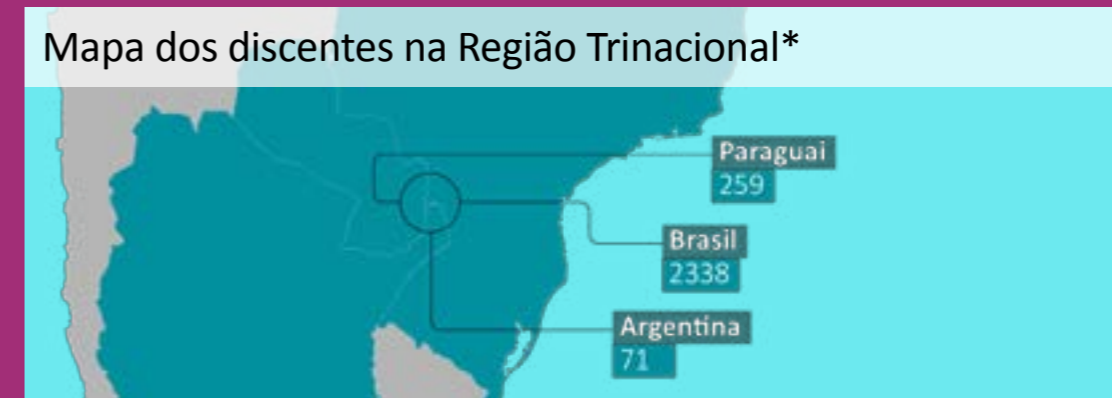 Mapa dos discentes na Região Trinacional*
Paraguai
259
Brasil
2338
Argentina
71